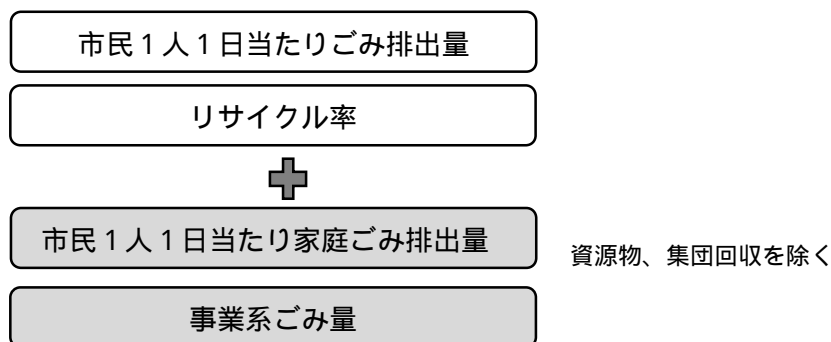 市民１人１日当たりごみ排出量
リサイクル率
市民１人１日当たり家庭ごみ排出量
資源物、集団回収を除く
事業系ごみ量